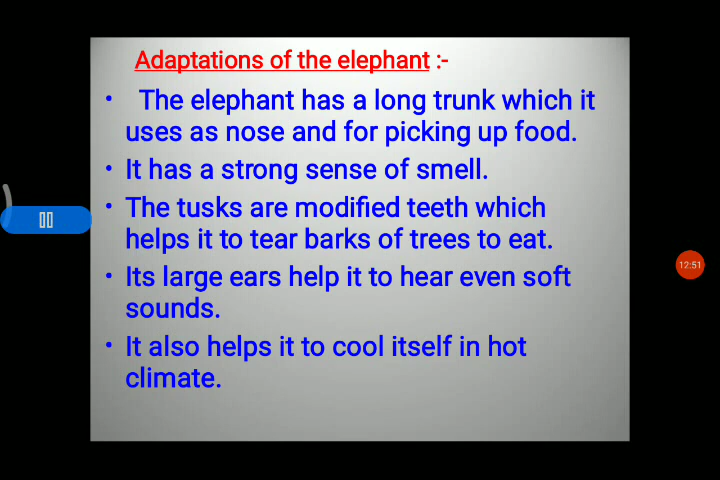 Adaptations of the elephant :-
• The elephant has a long trunk which it
uses as nose and for picking up food.
• It has a strong sense of smell.
• The tusks are modified teeth which
helps it to tear barks of trees to eat.
• Its large ears help it to hear even soft
sounds.
• It also helps it to cool itself in hot
climate.
12:51